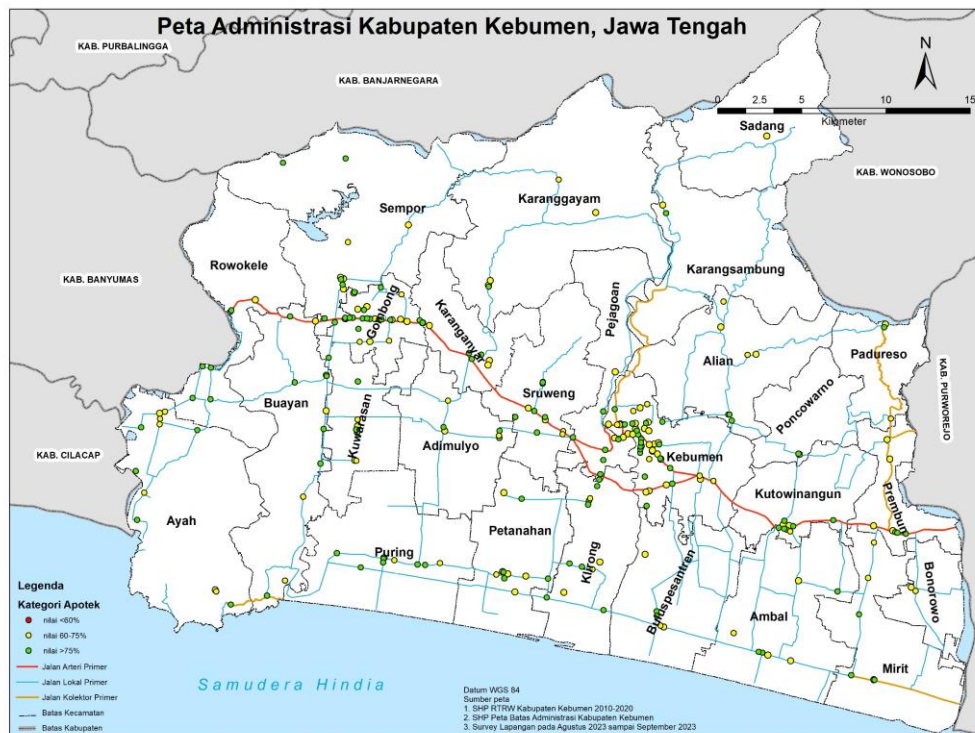 Peta Administrasi Kabupaten Kebumen, Jawa Tengah
KAB. PURBALINGGA
KAB. BANJARNEGARA
N
0 2.5 5 10 15
Kilometer
Sadang
KAB. WONOSOBO
Karanggayam
Sempor
Rowokele
KAB. BANYUMAS
Karangsambung
Pejagoan
Gombong
Karanganyar
Alian
Padureso
KAB. PURWOREJO
Sruweng
Poncowarno
Buayan
Kuwarasan
Adimulyo
KAB. CILACAP
Kebumen
Kutowinangun
Prembun
Ayah
Petanahan
Puring
Klirong
Buluspesantren
Bonorowo
Ambal
Mirit
Legenda
Kategori Apotek
nilai <60%
nilai 60-75%
nilai >75%
Jalan Arteri Primer
Jalan Lokal Primer
Jalan Kolektor Primer
Batas Kecamatan
Batas Kabupaten
Samudera Hindia
Datum WGS 84
Sumber peta
1. SHP RTRW Kabupaten Kebumen 2010-2020
2. SHP Peta Batas Administrasi Kabupaten Kebumen
3. Survey Lapangan pada Agustus 2023 sampai September 2023